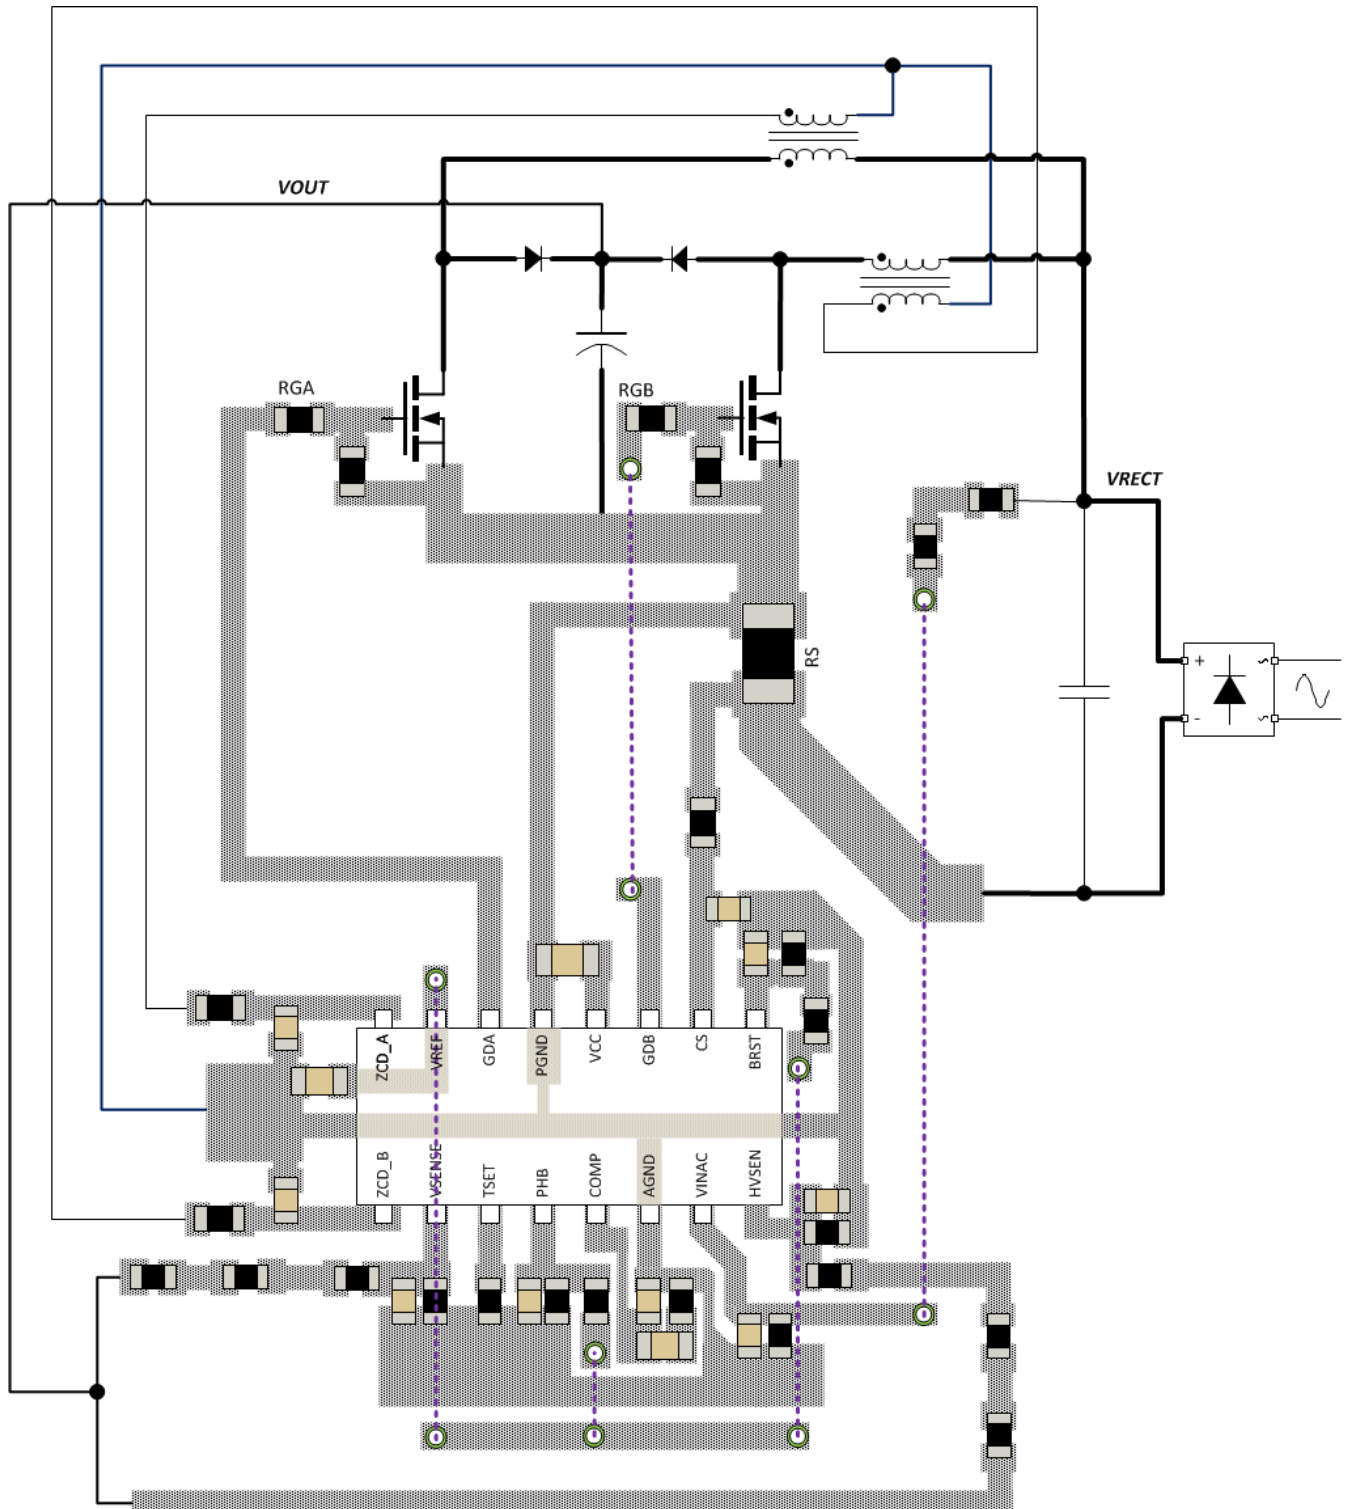 VOUT
RGA
RGB
VRECT
RS
+
-
ZCD_A
VREF
GDA
PGND
VCC
GDB
CS
BRST
ZCD_B
VSENSE
TSET
PHB
COMP
AGND
VINAC
HVSEN